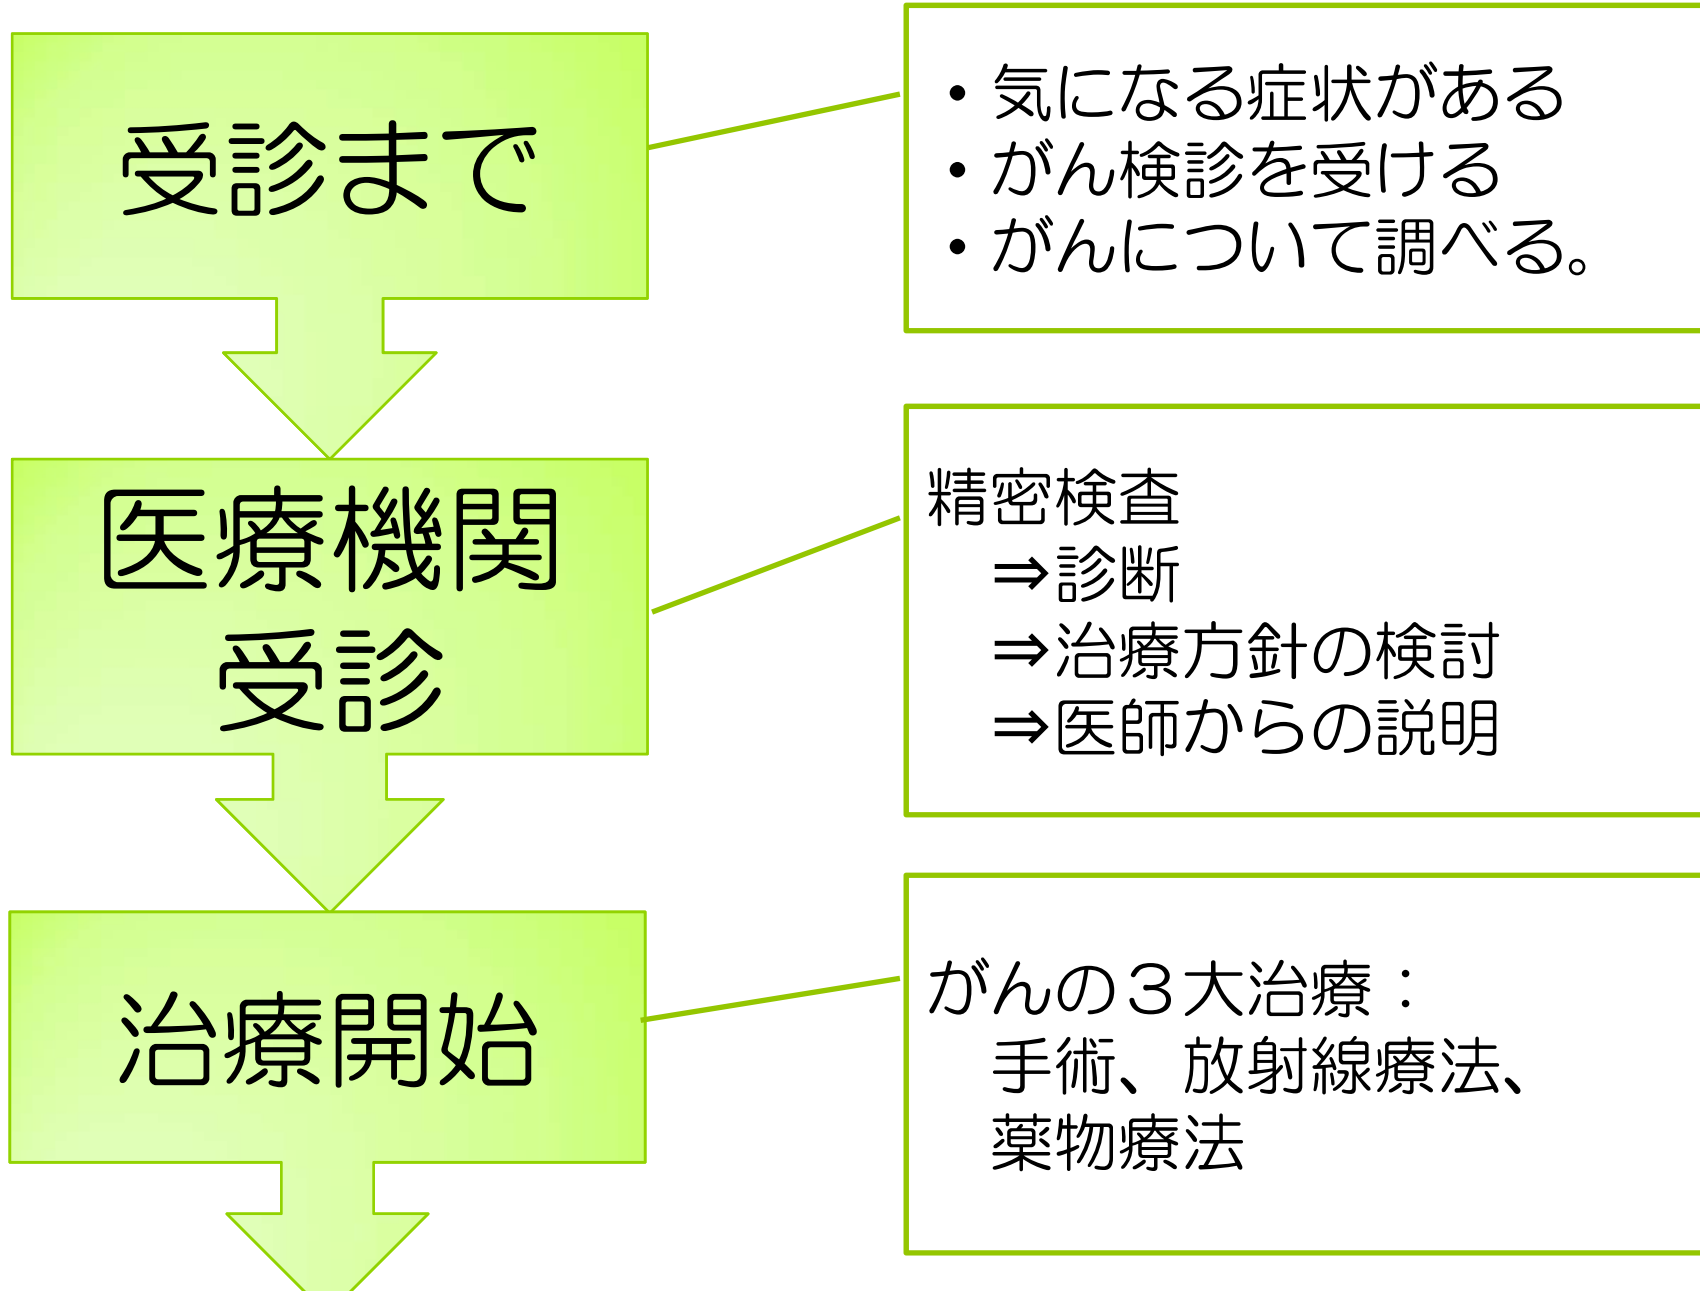 受診まで
・気になる症状がある
・がん検診を受ける
・がんについて調べる。
医療機関
受診
精密検査
⇒診断
⇒治療方針の検討
⇒医師からの説明
治療開始
がんの３大治療：
手術、放射線療法、
薬物療法